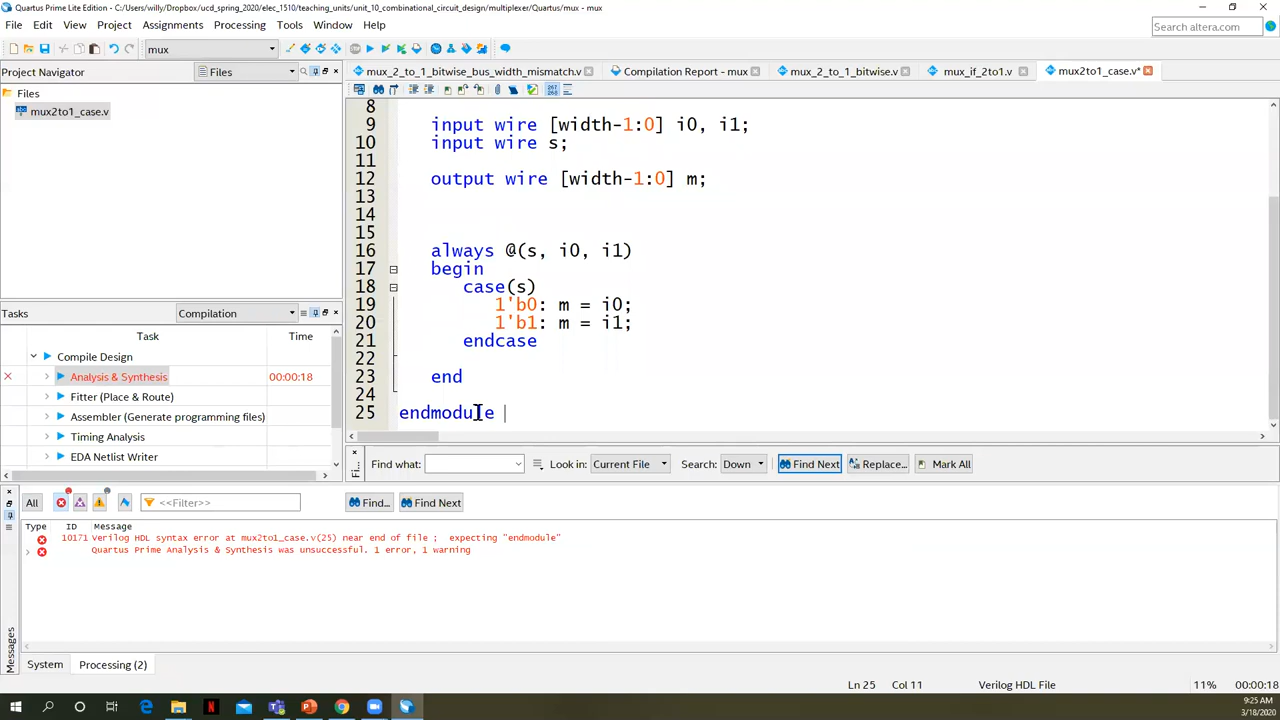 Quartus Prime Lite Edition - C:/Users/willy/Dropbox/ucd_spring_2020/elec_1510/teaching_units/unit_10_combinational_circuit_design/multiplexer/Quartus/mux - mux
File Edit View Project Assignments Processing Tools Window Help
Search altera.com
mux
Project Navigator
Files
mux_2_to_1_bitwise_bus_width_mismatch.v
Compilation Report - mux
mux_2_to_1_bitwise.v
mux_if_2to1.v
mux2to1_case.v*
Files
mux2to1_case.v
8
9 input wire [width-1:0] i0, i1;
10 input wire s;
11
12 output wire [width-1:0] m;
13
14
15
16 always @(s, i0, i1)
17 begin
18 case(s)
19 1'b0: m = i0;
20 1'b1: m = i1;
21 endcase
22
23 end
24
25 endmodule
Tasks
Compilation
Task Time
Compile Design
Analysis & Synthesis 00:00:18
Fitter (Place & Route)
Assembler (Generate programming files)
Timing Analysis
EDA Netlist Writer
Find what:
Look in: Current File
Search: Down
Find Next
Replace...
Mark All
All
<<Filter>>
Find...
Find Next
Type ID Message
10171 Verilog HDL syntax error at mux2to1_case.v(25) near end of file ; expecting "endmodule"
Quartus Prime Analysis & Synthesis was unsuccessful. 1 error, 1 warning
Messages
System Processing (2)
Ln 25 Col 11 Verilog HDL File 11% 00:00:18
9:25 AM
3/18/2020